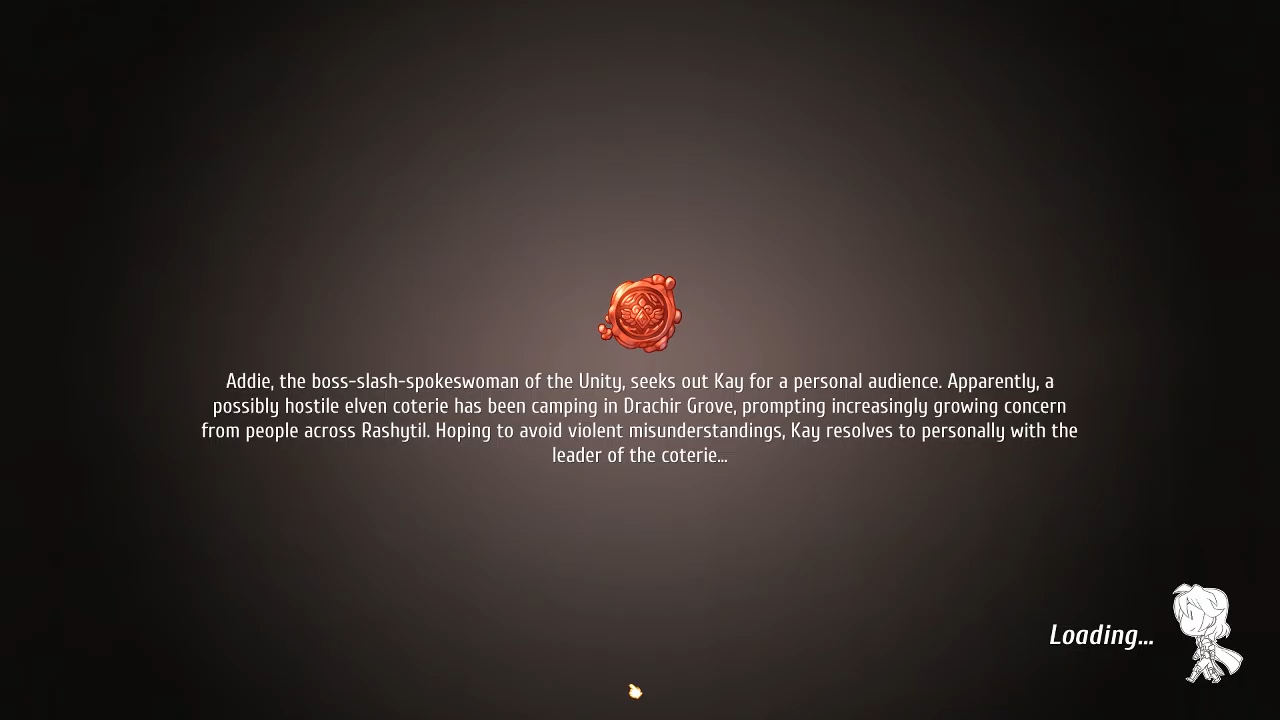 Addie, the boss-slash-spokeswoman of the Unity, seeks out Kay for a personal audience. Apparently, a
possibly hostile elven coterie has been camping in Drachir Grove, prompting increasingly growing concern
from people across Rashytil. Hoping to avoid violent misunderstandings, Kay resolves to personally with the
leader of the coterie...
Loading...